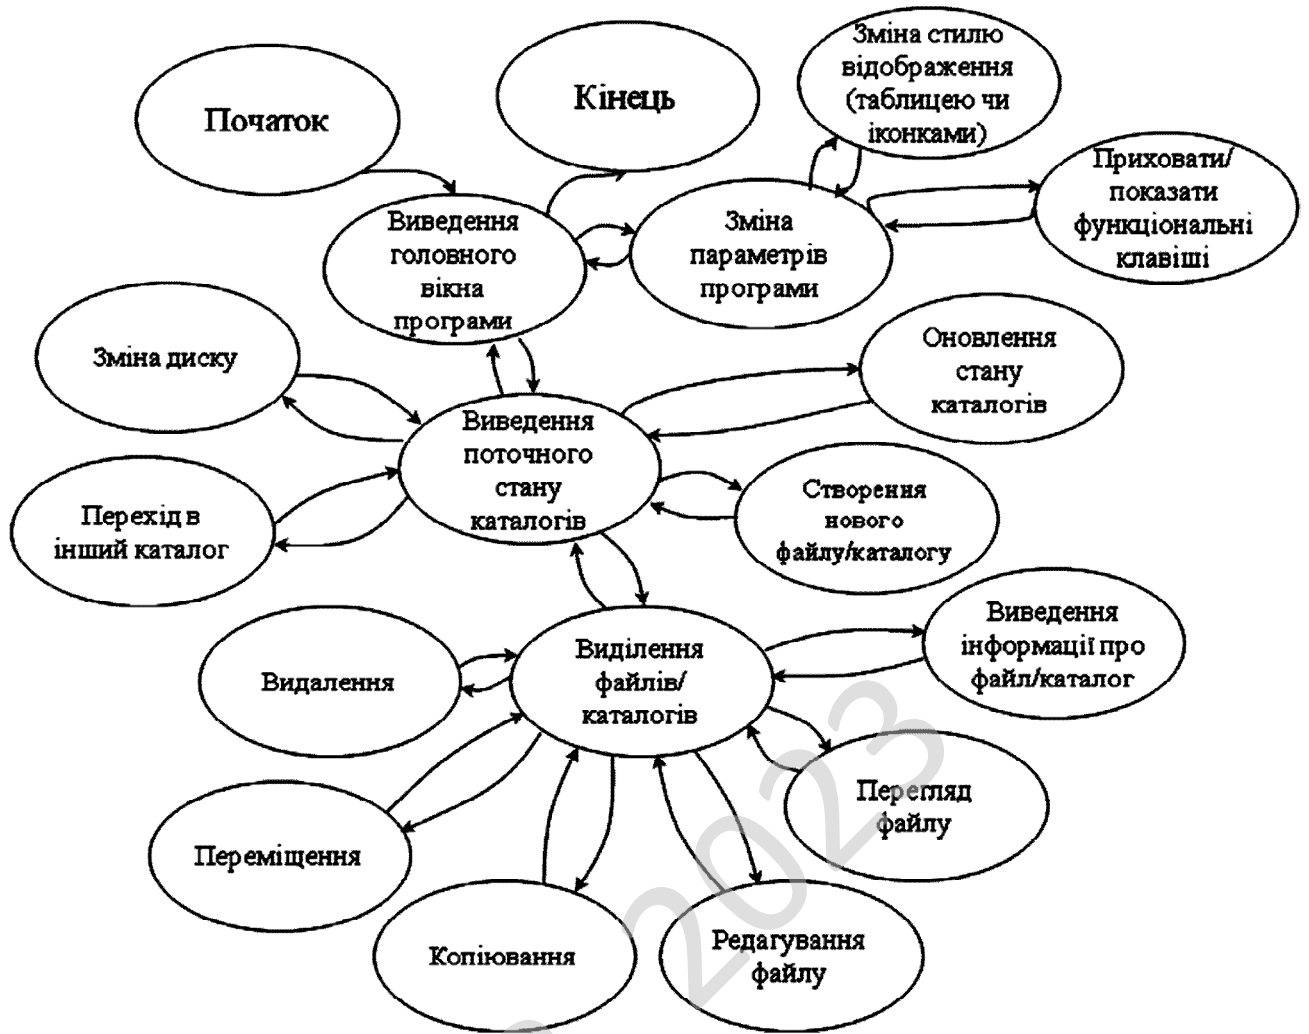 Початок
Кінець
Зміна стилю
відображення
(таблицею чи
іконками)
Приховати/
показати
функціональні
клавіші
Виведення
головного
вікна
програми
Зміна
параметрів
програми
Зміна диску
Оновлення
стану
каталогів
Виведення
поточного
стану
каталогів
Перехід в
інший каталог
Створення
нового
файлу/каталогу
Видалення
Виділення
файлів/
каталогів
Виведення
інформації про
файл/каталог
Перегляд
файлу
Переміщення
Копіювання
Редагування
файлу
2023